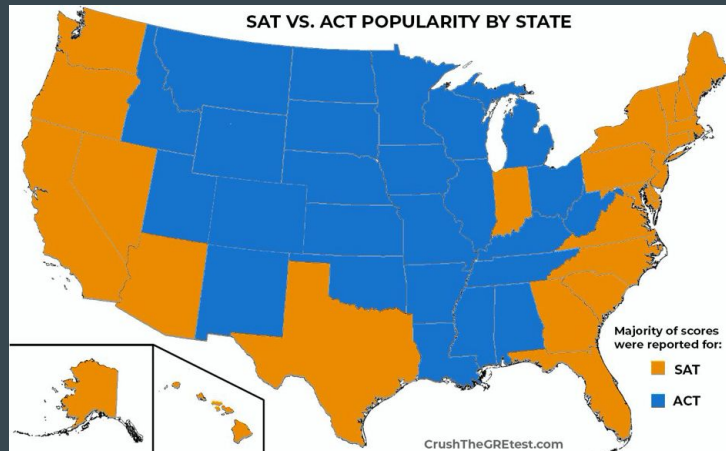 SAT VS. ACT POPULARITY BY STATE
Majority of scores
were reported for:
SAT
ACT
CrushTheGREtest.com